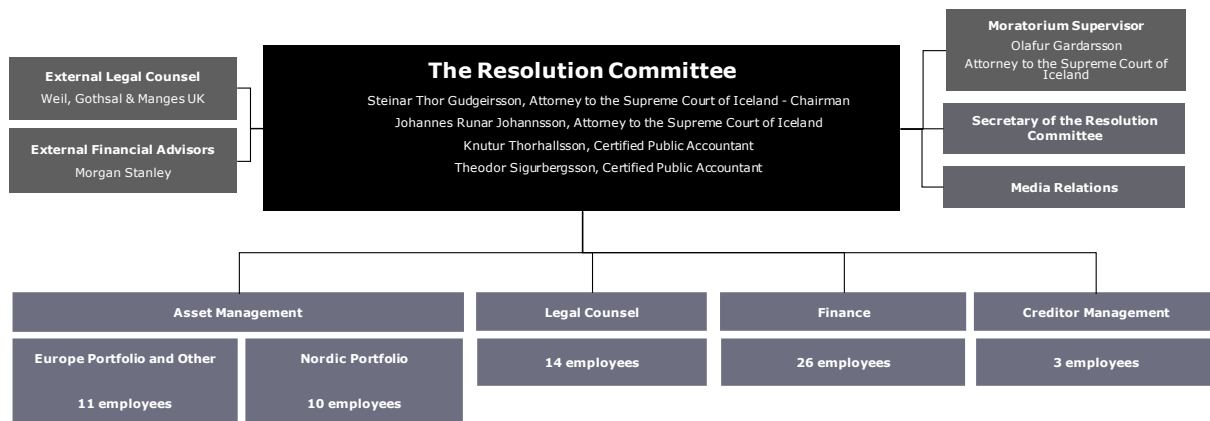 External Legal Counsel
Weil, Gothsal & Manges UK
External Financial Advisors
Morgan Stanley
The Resolution Committee
Steinar Thor Gudgeirsson, Attorney to the Supreme Court of Iceland - Chairman
Johannes Runar Johannsson, Attorney to the Supreme Court of Iceland
Knutur Thorhallsson, Certified Public Accountant
Theodor Sigurbergsson, Certified Public Accountant
Moratorium Supervisor
Olafur Gardarsson
Attorney to the Supreme Court of
Iceland
Secretary of the Resolution
Committee
Media Relations
Asset Management
Europe Portfolio and Other
11 employees
Nordic Portfolio
10 employees
Legal Counsel
14 employees
Finance
26 employees
Creditor Management
3 employees